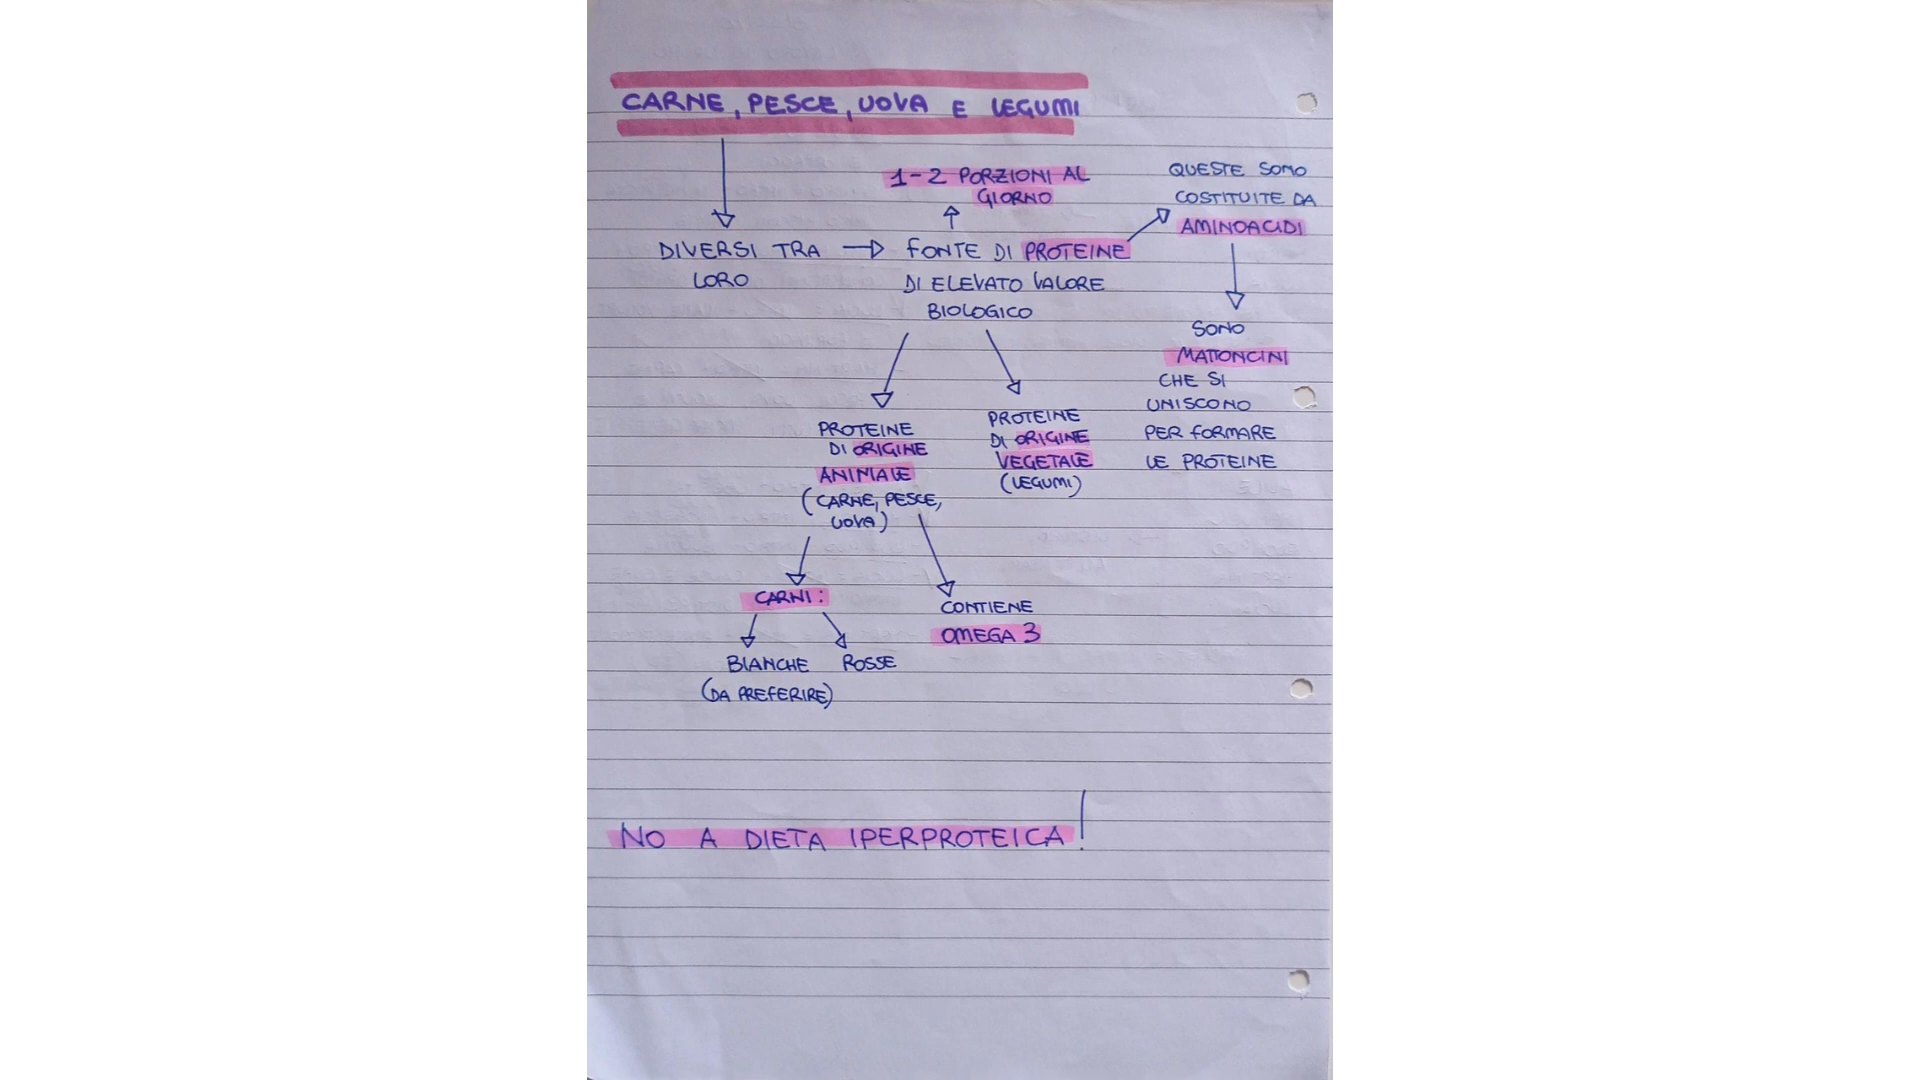 CARNE, PESCE, UOVA E LEGUMI
1-2 PORZIONI AL
GIORNO
QUESTE SONO
COSTITUITE DA
AMINOACIDI
DIVERSI TRA
LORO
FONTE DI PROTEINE
DI ELEVATO VALORE
BIOLOGICO
SONO
MATTONCINI
CHE SI
UNISCONO
PER FORMARE
LE PROTEINE
PROTEINE
DI ORIGINE
ANIMALE
(CARNE, PESCE,
UOVA)
PROTEINE
DI ORIGINE
VEGETALE
(LEGUMI)
CARNI:
BIANCHE
(DA PREFERIRE)
ROSSE
CONTIENE
OMEGA 3
NO A DIETA IPERPROTEICA!